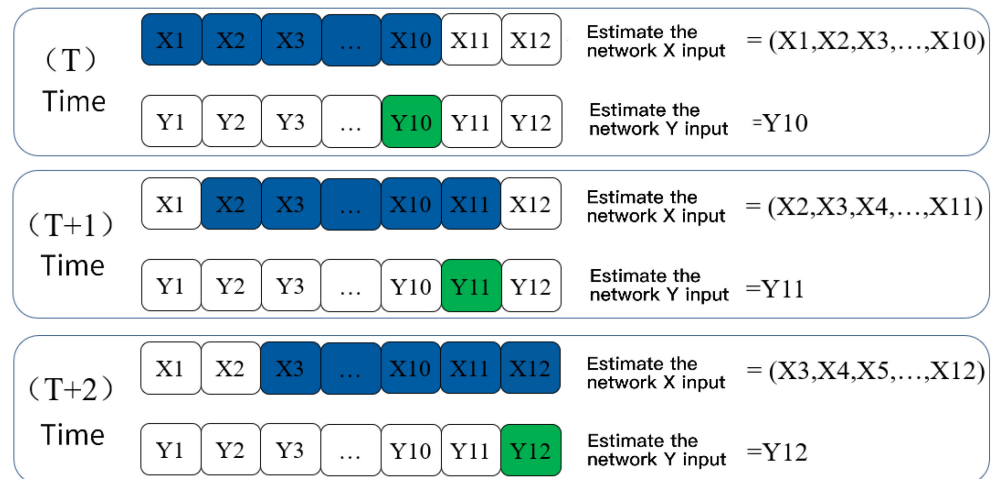 (T)
Time
X1 X2 X3 ... X10 X11 X12
Estimate the
network X input
= (X1,X2,X3,...,X10)
Y1 Y2 Y3 ... Y10 Y11 Y12
Estimate the
network Y input
=Y10
(T+1)
Time
X1 X2 X3 ... X10 X11 X12
Estimate the
network X input
= (X2,X3,X4,...,X11)
Y1 Y2 Y3 ... Y10 Y11 Y12
Estimate the
network Y input
=Y11
(T+2)
Time
X1 X2 X3 ... X10 X11 X12
Estimate the
network X input
= (X3,X4,X5,...,X12)
Y1 Y2 Y3 ... Y10 Y11 Y12
Estimate the
network Y input
=Y12